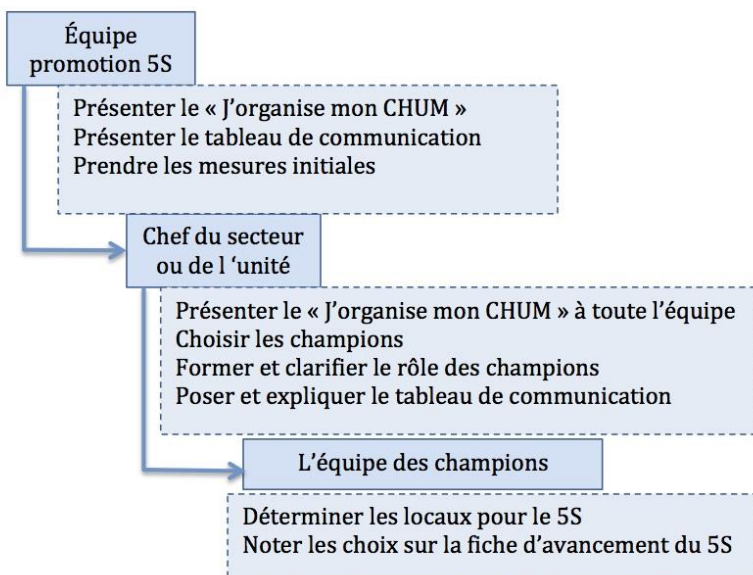 Équipe
promotion 5S
Présenter le « J'organise mon CHUM »
Présenter le tableau de communication
Prendre les mesures initiales
Chef du secteur
ou de l ‘unité
Présenter le « J'organise mon CHUM » à toute l'équipe
Choisir les champions
Former et clarifier le rôle des champions
Poser et expliquer le tableau de communication
L'équipe des champions
Déterminer les locaux pour le 5S
Noter les choix sur la fiche d'avancement du 5S